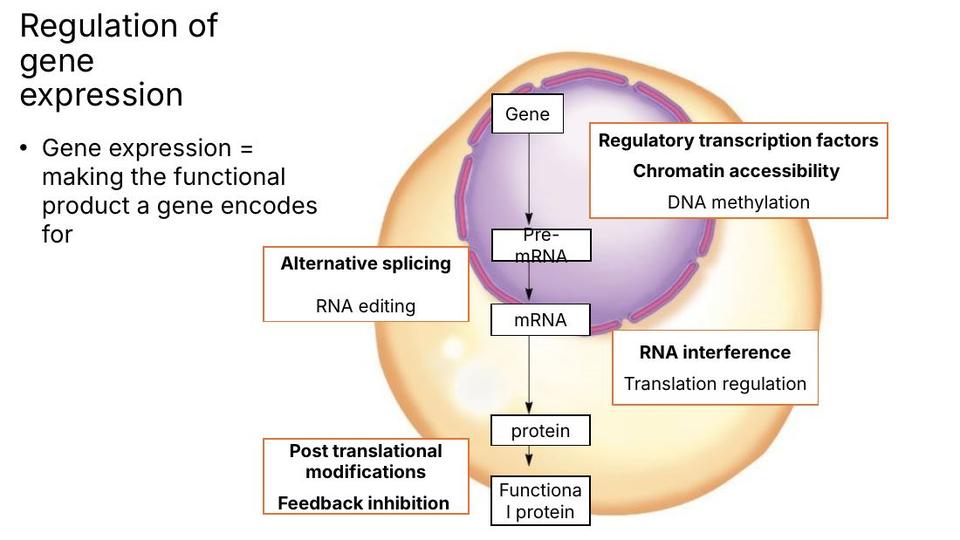 Regulation of
gene
expression
• Gene expression =
making the functional
product a gene encodes
for
Gene
Regulatory transcription factors
Chromatin accessibility
DNA methylation
Pre-
mRNA
Alternative splicing
RNA editing
mRNA
RNA interference
Translation regulation
protein
Post translational
modifications
Feedback inhibition
Functiona
l protein